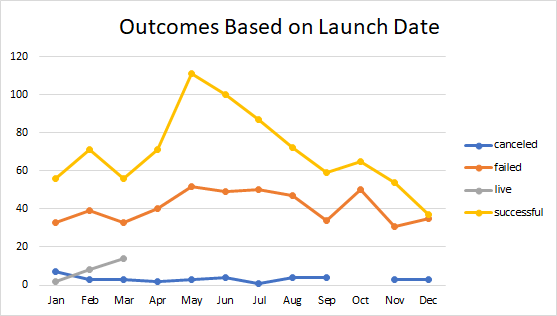 Outcomes Based on Launch Date
120
100
80
60
40
20
0
Jan Feb Mar Apr May Jun Jul Aug Sep Oct Nov Dec
canceled
failed
live
successful